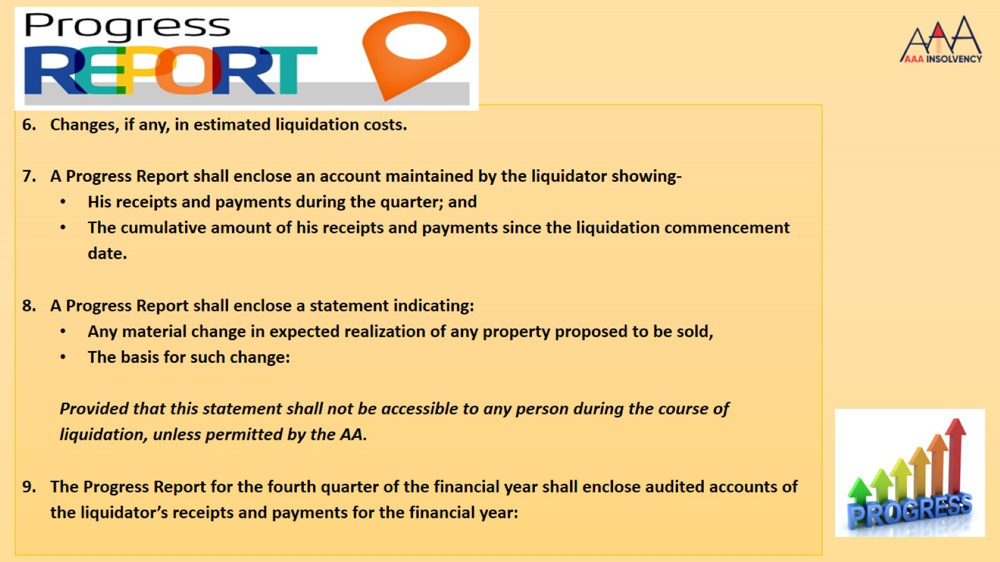 Progress
REPORT
AAA INSOLVENCY
6. Changes, if any, in estimated liquidation costs.
7. A Progress Report shall enclose an account maintained by the liquidator showing-
• His receipts and payments during the quarter; and
• The cumulative amount of his receipts and payments since the liquidation commencement
date.
8. A Progress Report shall enclose a statement indicating:
• Any material change in expected realization of any property proposed to be sold,
• The basis for such change:
Provided that this statement shall not be accessible to any person during the course of
liquidation, unless permitted by the AA.
9. The Progress Report for the fourth quarter of the financial year shall enclose audited accounts of
the liquidator’s receipts and payments for the financial year:
PROGRESS